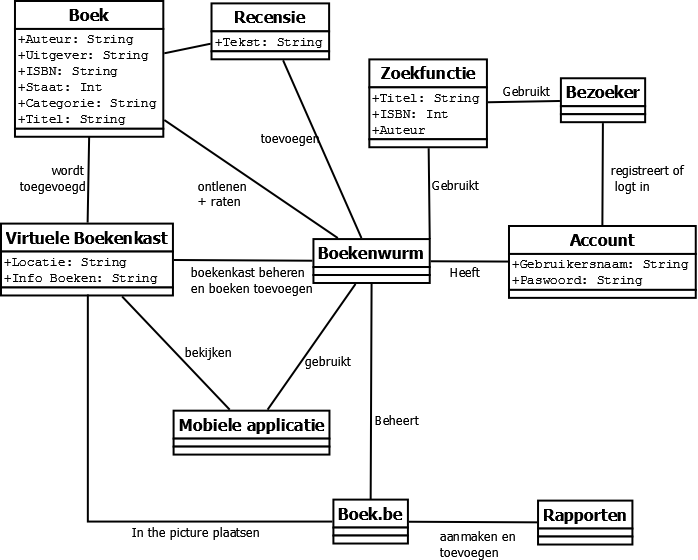 Boek
+Auteur: String
+Uitgever: String
+ISBN: String
+Staat: Int
+Categorie: String
+Titel: String
Recensie
+Tekst: String
Zoekfunctie
+Titel: String
+ISBN: Int
+Auteur
Gebruikt
Bezoeker
toevoegen
wordt
toegevoegd
ontlenen
+ raten
Gebruikt
registreert of
logt in
Virtuele Boekenkast
+Locatie: String
+Info Boeken: String
boekenkast beheren
en boeken toevoegen
Boekenwurm
Heeft
Account
+Gebruikersnaam: String
+Paswoord: String
bekijken
gebruikt
Mobiele applicatie
Beheert
Boek.be
Rapporten
In the picture plaatsen
aanmaken en
toevoegen